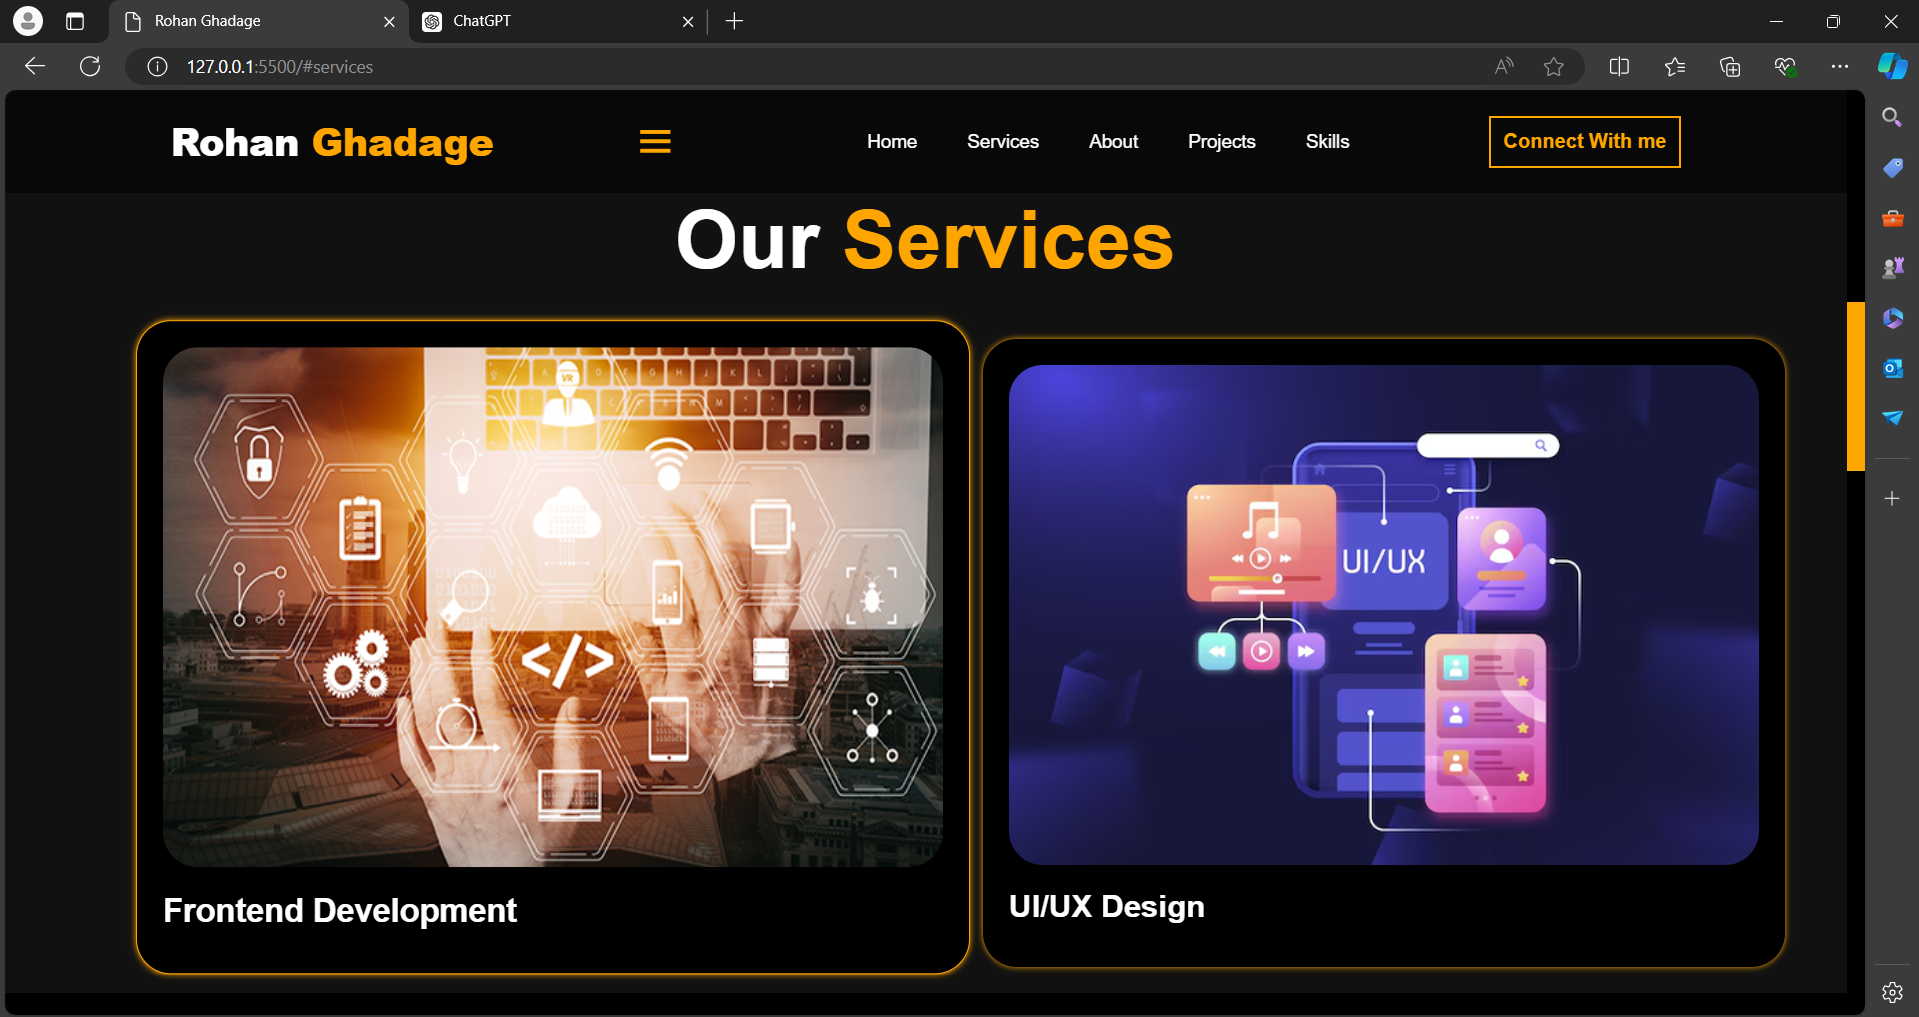 Rohan Ghadage
ChatGPT
127.0.0.1:5500/#services
Rohan Ghadage
Home
Services
About
Projects
Skills
Connect With me
Our Services
VR
UI/UX
Frontend Development
UI/UX Design